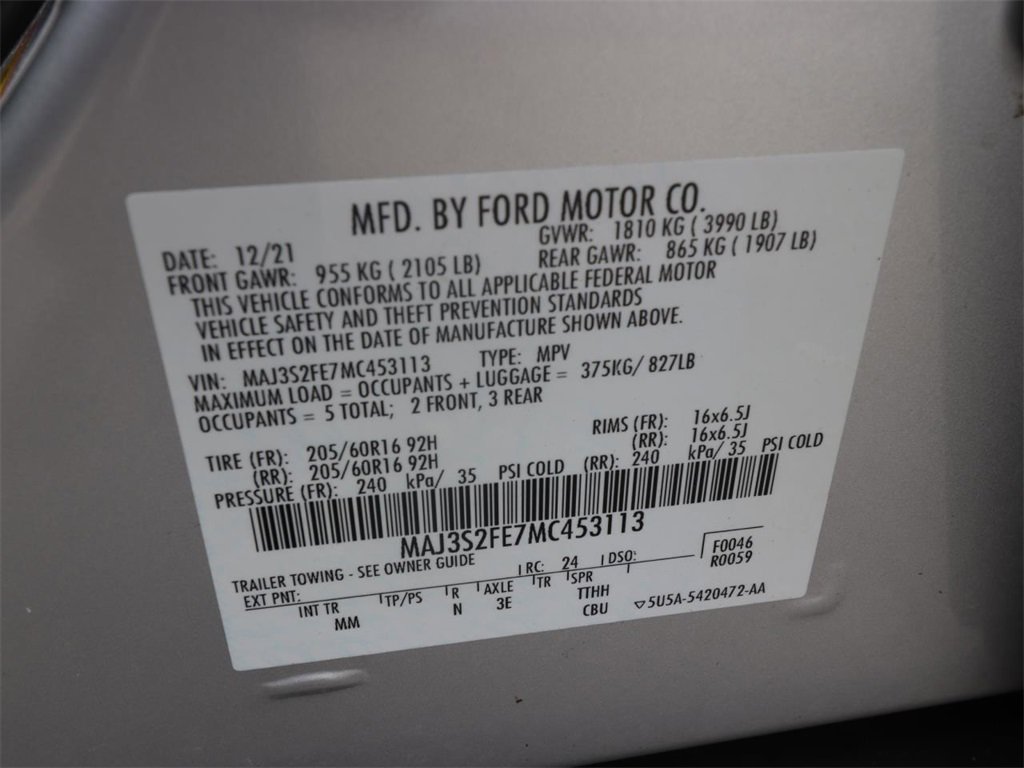 MFD. BY FORD MOTOR CO.
DATE: 12/21 GVWR: 1810 KG ( 3990 LB)
FRONT GAWR: 955 KG ( 2105 LB) REAR GAWR: 865 KG ( 1907 LB)
THIS VEHICLE CONFORMS TO ALL APPLICABLE FEDERAL MOTOR
VEHICLE SAFETY AND THEFT PREVENTION STANDARDS
IN EFFECT ON THE DATE OF MANUFACTURE SHOWN ABOVE.
VIN: MAJ3S2FE7MC453113 TYPE: MPV
MAXIMUM LOAD = OCCUPANTS + LUGGAGE = 375KG/ 827LB
OCCUPANTS = 5 TOTAL; 2 FRONT, 3 REAR
TIRE (FR): 205/60R16 92H RIMS (FR): 16x6.5J
(RR): 205/60R16 92H (RR): 16x6.5J
PRESSURE (FR): 240 kPa/ 35 PSI COLD (RR): 240 kPa/ 35 PSI COLD
MAJ3S2FE7MC453113
TRAILER TOWING - SEE OWNER GUIDE RC: 24 DSO: F0046
R0059
EXT PNT: INT TR TP/PS R AXLE TR SPR
MM N 3E TTHH
CBU 5U5A-5420472-AA